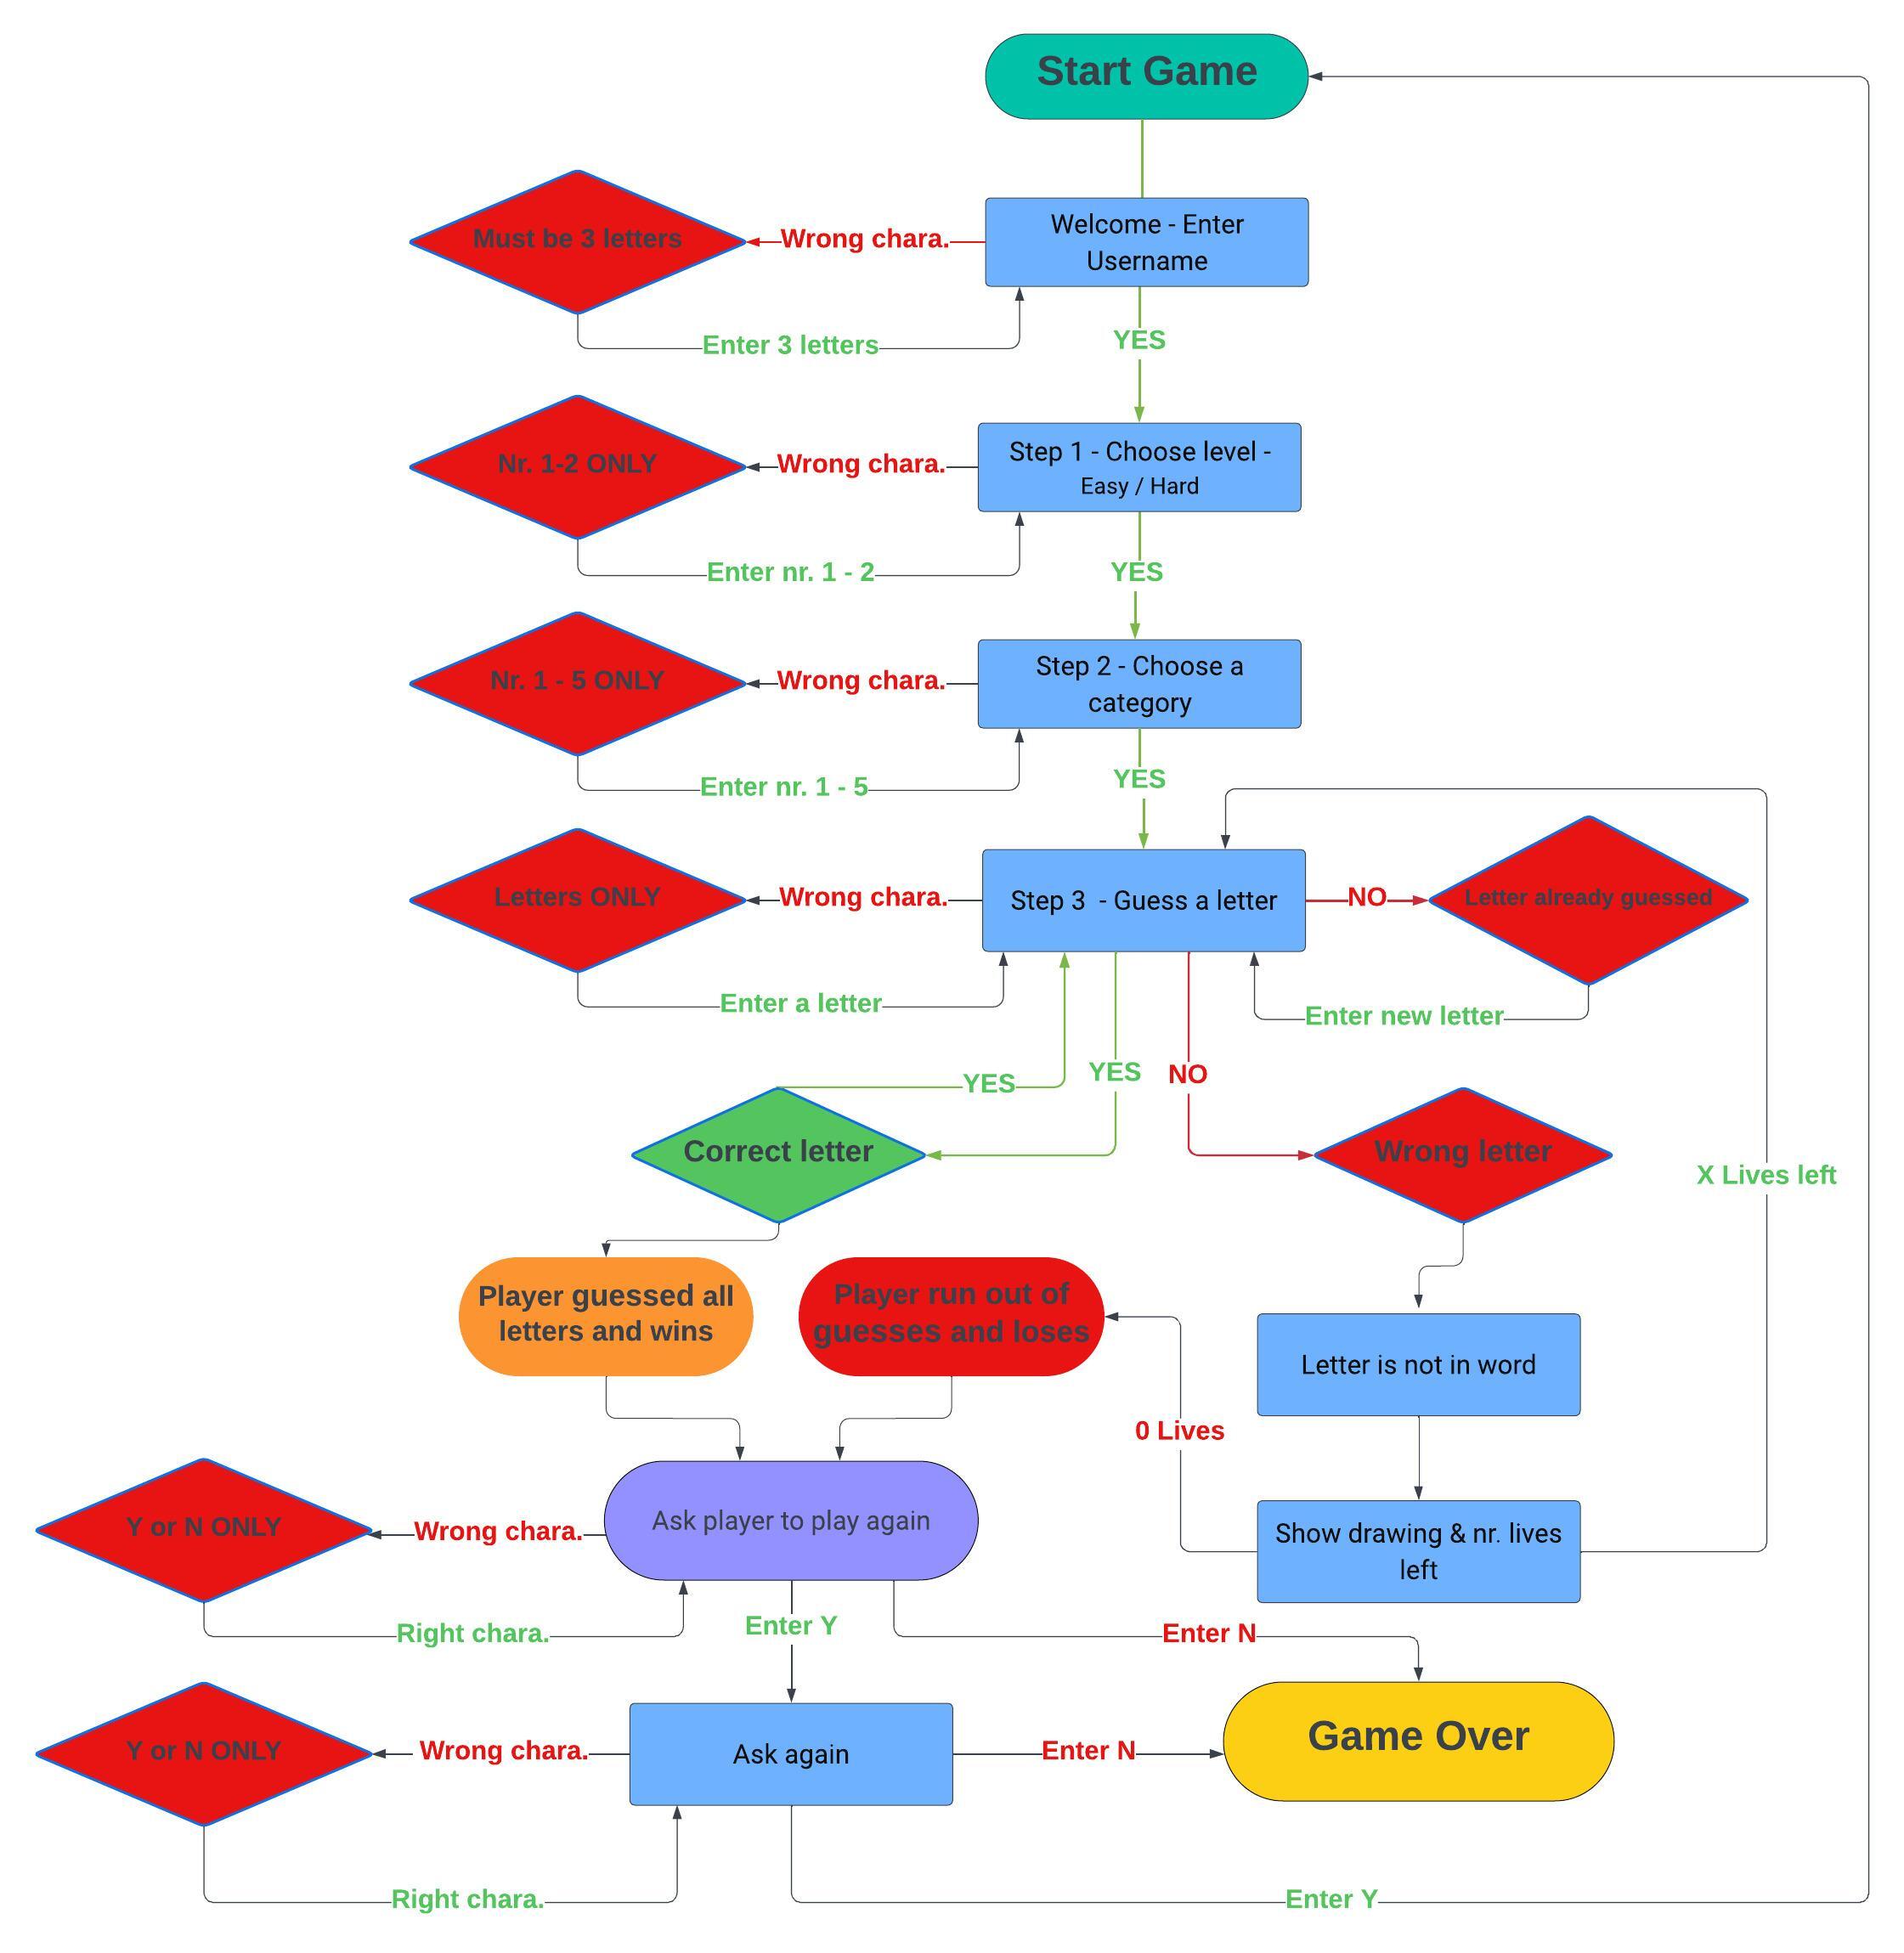 Start Game
Welcome - Enter
Username
Wrong chara.
Must be 3 letters
Enter 3 letters
YES
Step 1 - Choose level -
Easy / Hard
Wrong chara.
Nr. 1-2 ONLY
Enter nr. 1 - 2
YES
Step 2 - Choose a
category
Wrong chara.
Nr. 1 - 5 ONLY
Enter nr. 1 - 5
YES
Step 3 - Guess a letter
Wrong chara.
Letters ONLY
Enter a letter
NO
Letter already guessed
Enter new letter
YES
YES
NO
Correct letter
Wrong letter
X Lives left
Player guessed all
letters and wins
Player run out of
guesses and loses
Letter is not in word
0 Lives
Show drawing & nr. lives
left
Ask player to play again
Wrong chara.
Y or N ONLY
Right chara.
Enter Y
Enter N
Ask again
Wrong chara.
Y or N ONLY
Right chara.
Enter N
Game Over
Enter Y